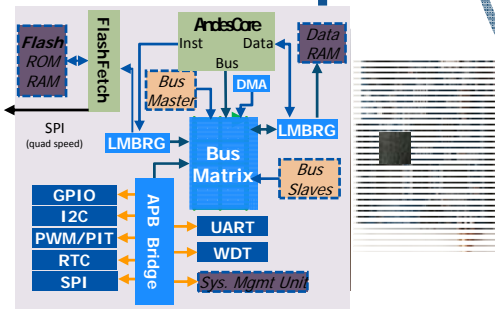 AndesCore
Inst Data
Bus
Flash
ROM
RAM
FlashFetch
Data
RAM
Bus
Master
DMA
SPI
(quad speed)
LMBRG
LMBRG
Bus
Matrix
Bus
Slaves
GPIO
I2C
PWM/PIT
RTC
SPI
APB Bridge
UART
WDT
Sys. Mgmt Unit